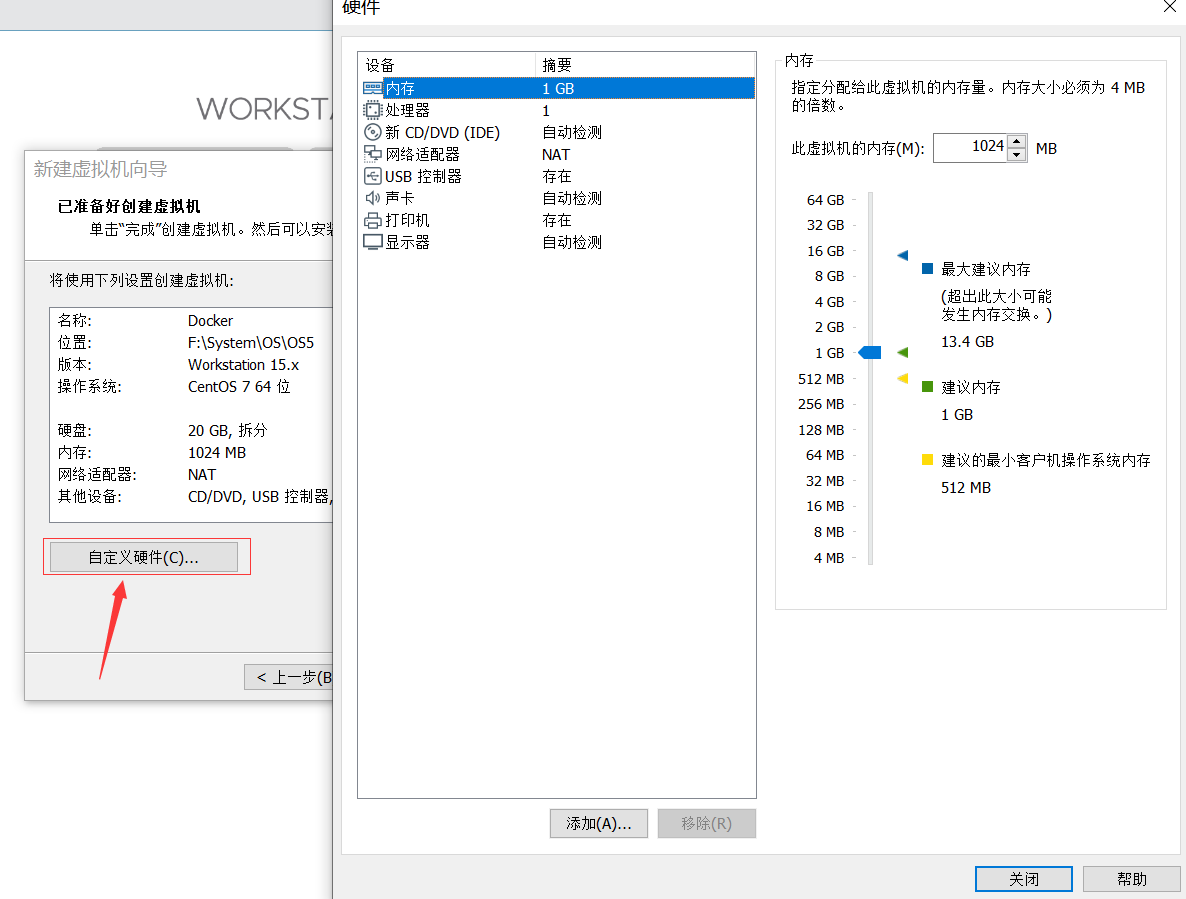 硬件
WORKST
新建虚拟机向导
已准备好创建虚拟机
单击“完成”创建虚拟机。然后可以安装
将使用下列设置创建虚拟机:
名称: Docker
位置: F:\System\OS\OS5
版本: Workstation 15.x
操作系统: CentOS 7 64 位
硬盘: 20 GB, 拆分
内存: 1024 MB
网络适配器: NAT
其他设备: CD/DVD, USB 控制器,
自定义硬件(C)...
< 上一步(B
设备 摘要
内存 1 GB
处理器 1
新 CD/DVD (IDE) 自动检测
网络适配器 NAT
USB 控制器 存在
声卡 自动检测
打印机 存在
显示器 自动检测
添加(A)... 移除(R)
内存
指定分配给此虚拟机的内存量。内存大小必须为 4 MB
的倍数。
此虚拟机的内存(M): 1024 MB
64 GB
32 GB
16 GB
8 GB
4 GB
2 GB
1 GB
512 MB
256 MB
128 MB
64 MB
32 MB
16 MB
8 MB
4 MB
最大建议内存
(超出此大小可能
发生内存交换。)
13.4 GB
建议内存
1 GB
建议的最小客户机操作系统内存
512 MB
关闭 帮助